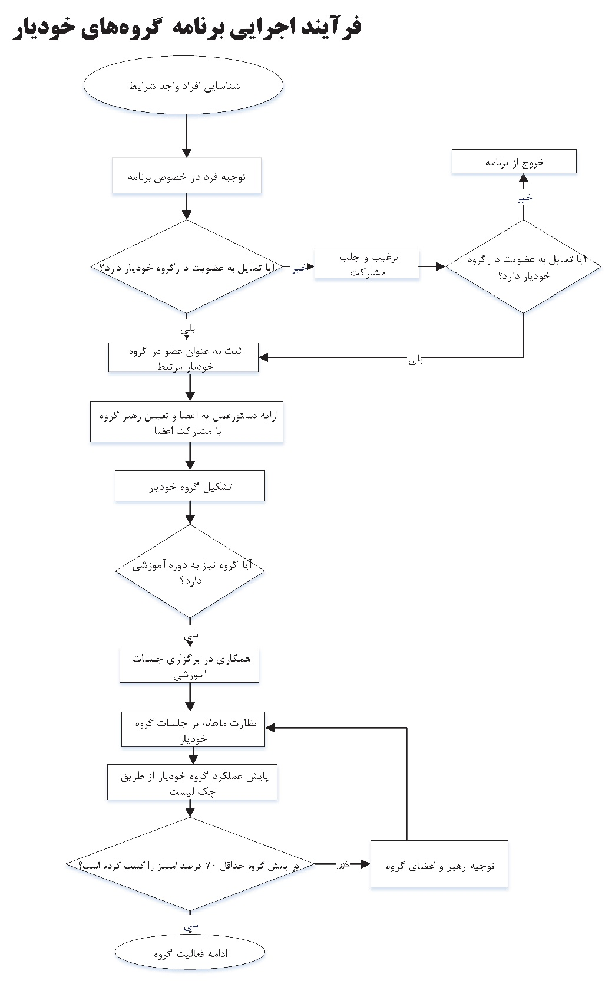 فرآیند اجرایی برنامه گروه‌های خودیار
شناسایی افراد واجد شرایط
توجیه فرد در خصوص برنامه
خروج از برنامه
خیر
آیا تمایل به عضویت د رگروه خودیار دارد؟
خیر
ترغیب و جلب
مشارکت
آیا تمایل به عضویت د رگروه
خودیار دارد؟
بلی
بلی
ثبت به عنوان عضو در گروه
خودیار مرتبط
ارایه دستورعمل به اعضا و تعیین رهبر گروه
با مشارکت اعضا
تشکیل گروه خودیار
آیا گروه نیاز به دوره آموزشی
دارد؟
بلی
همکاری در برگزاری جلسات
آموزشی
نظارت ماهانه بر جلسات گروه
خودیار
پایش عملکرد گروه خودیار از طریق
چک لیست
در پایش گروه حداقل ۷۰ درصد امتیاز را کسب کرده است؟
خیر
توجیه رهبر و اعضای گروه
بلی
ادامه فعالیت گروه